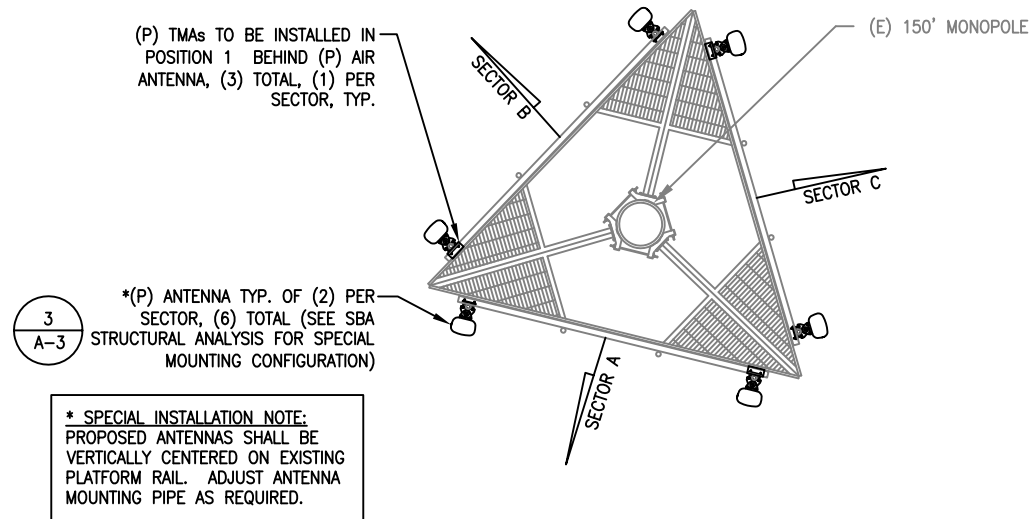 (P) TMAs TO BE INSTALLED IN
POSITION 1 BEHIND (P) AIR
ANTENNA, (3) TOTAL, (1) PER
SECTOR, TYP.
(E) 150' MONOPOLE
SECTOR B
SECTOR C
*(P) ANTENNA TYP. OF (2) PER
SECTOR, (6) TOTAL (SEE SBA
STRUCTURAL ANALYSIS FOR SPECIAL
MOUNTING CONFIGURATION)
3
A-3
SECTOR A
* SPECIAL INSTALLATION NOTE:
PROPOSED ANTENNAS SHALL BE
VERTICALLY CENTERED ON EXISTING
PLATFORM RAIL. ADJUST ANTENNA
MOUNTING PIPE AS REQUIRED.